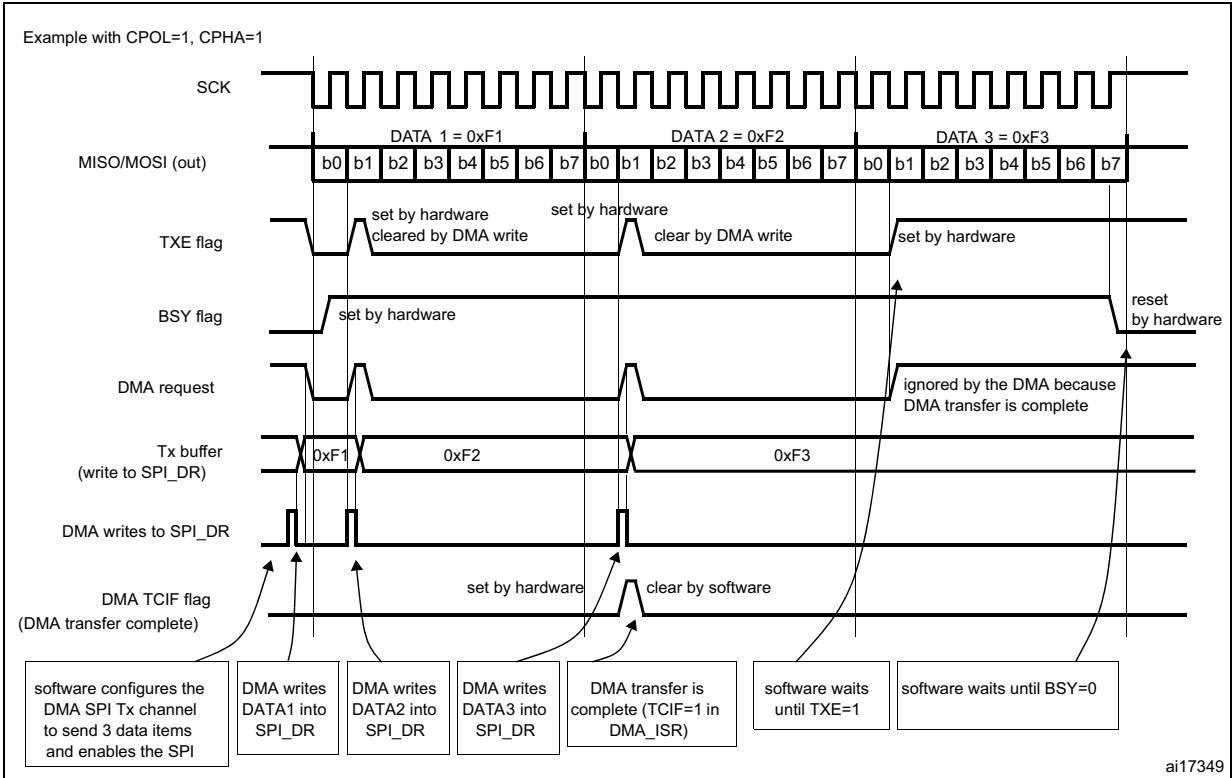 Example with CPOL=1, CPHA=1
SCK
DATA 1 = 0xF1
DATA 2 = 0xF2
DATA 3 = 0xF3
MISO/MOSI (out)
b0 b1 b2 b3 b4 b5 b6 b7 b0 b1 b2 b3 b4 b5 b6 b7 b0 b1 b2 b3 b4 b5 b6 b7
TXE flag
set by hardware
cleared by DMA write
set by hardware
clear by DMA write
set by hardware
BSY flag
set by hardware
reset
by hardware
DMA request
ignored by the DMA because
DMA transfer is complete
Tx buffer
(write to SPI_DR)
0xF1
0xF2
0xF3
DMA writes to SPI_DR
DMA TCIF flag
(DMA transfer complete)
set by hardware
clear by software
software configures the
DMA SPI Tx channel
to send 3 data items
and enables the SPI
DMA writes
DATA1 into
SPI_DR
DMA writes
DATA2 into
SPI_DR
DMA writes
DATA3 into
SPI_DR
DMA transfer is
complete (TCIF=1 in
DMA_ISR)
software waits
until TXE=1
software waits until BSY=0
ai17349